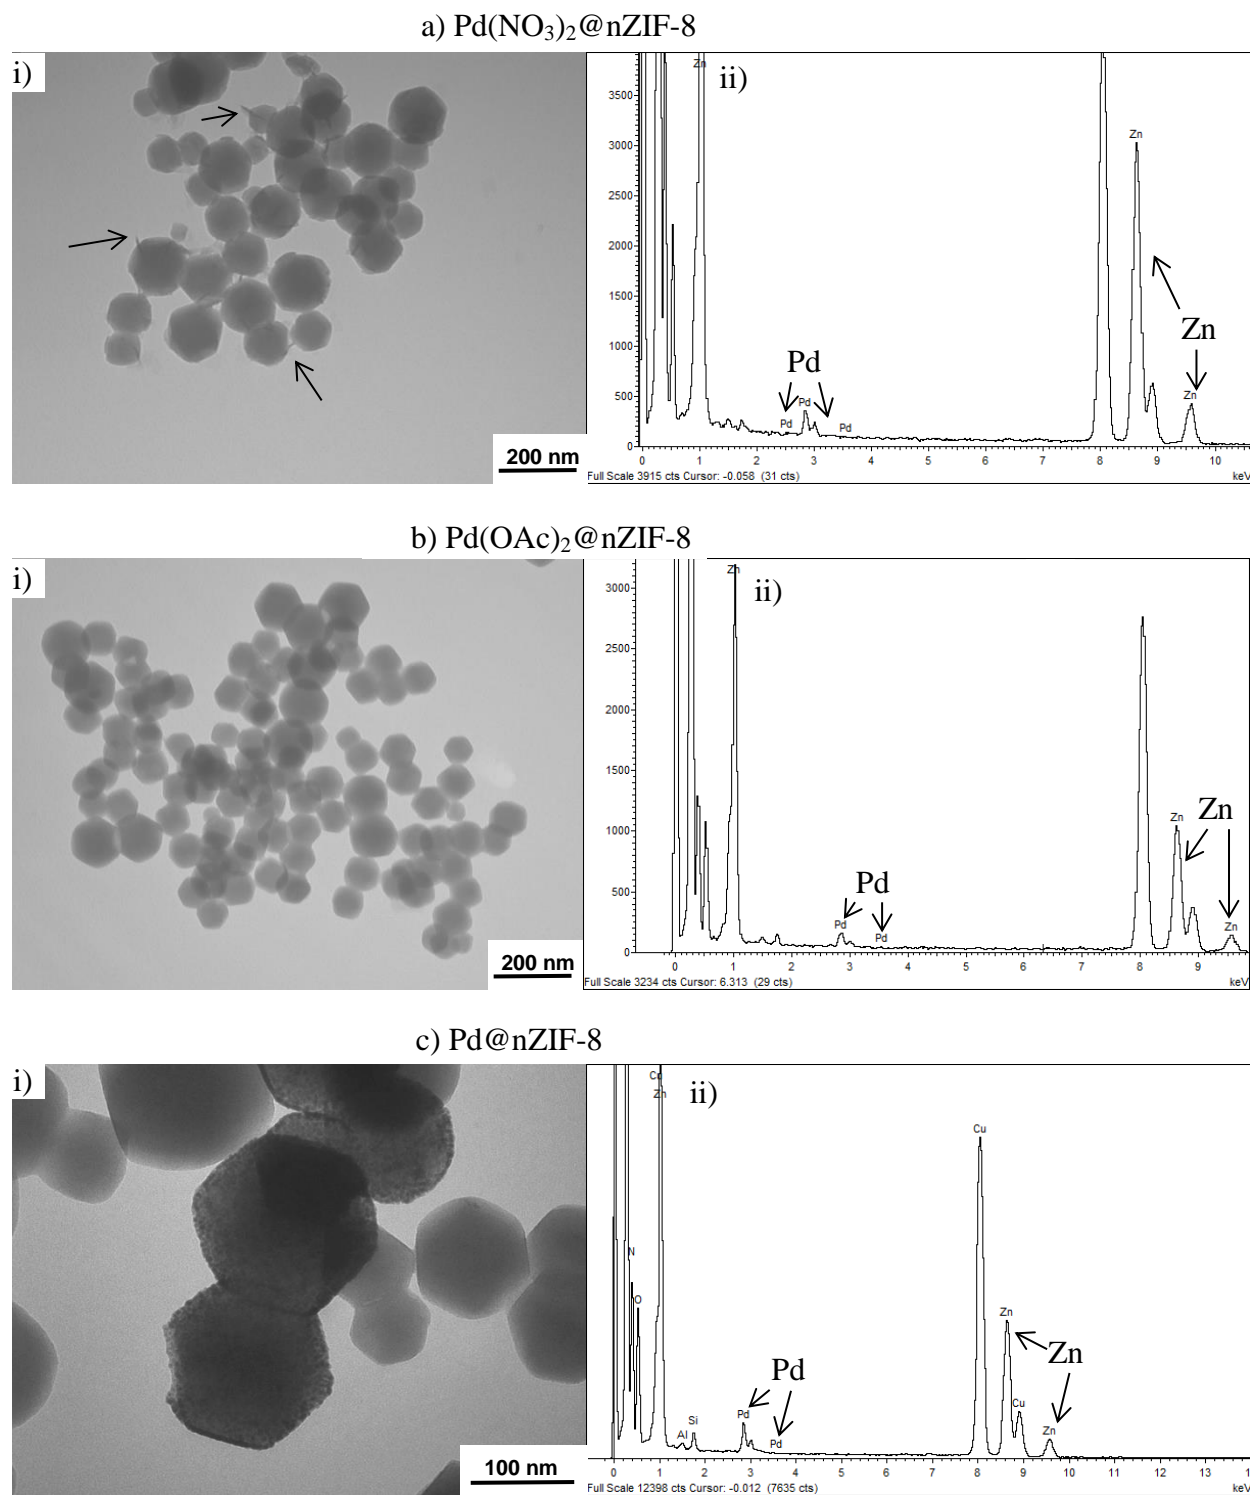 a) Pd(NO₃)₂@nZIF-8
i)
200 nm
ii)
Zn
3500
3000
2500
2000
1500
1000
500
0
Zn
Zn
Zn
Pd
Pd
Pd
Pd
0 1 2 3 4 5 6 7 8 9 10
Full Scale 3915 cts Cursor: -0.058 (31 cts)
keV
b) Pd(OAc)₂@nZIF-8
i)
200 nm
ii)
Zn
3000
2500
2000
1500
1000
500
0
Zn
Zn
Zn
Pd
Pd
Pd
0 1 2 3 4 5 6 7 8 9
Full Scale 3234 cts Cursor: 6.313 (29 cts)
keV
c) Pd@nZIF-8
i)
100 nm
ii)
Zn
Cu
N
O
Zn
Zn
Cu
Zn
Pd
Pd
Pd
Si
Al
0 1 2 3 4 5 6 7 8 9 10 11 12 13
Full Scale 12398 cts Cursor: -0.012 (7635 cts)
keV